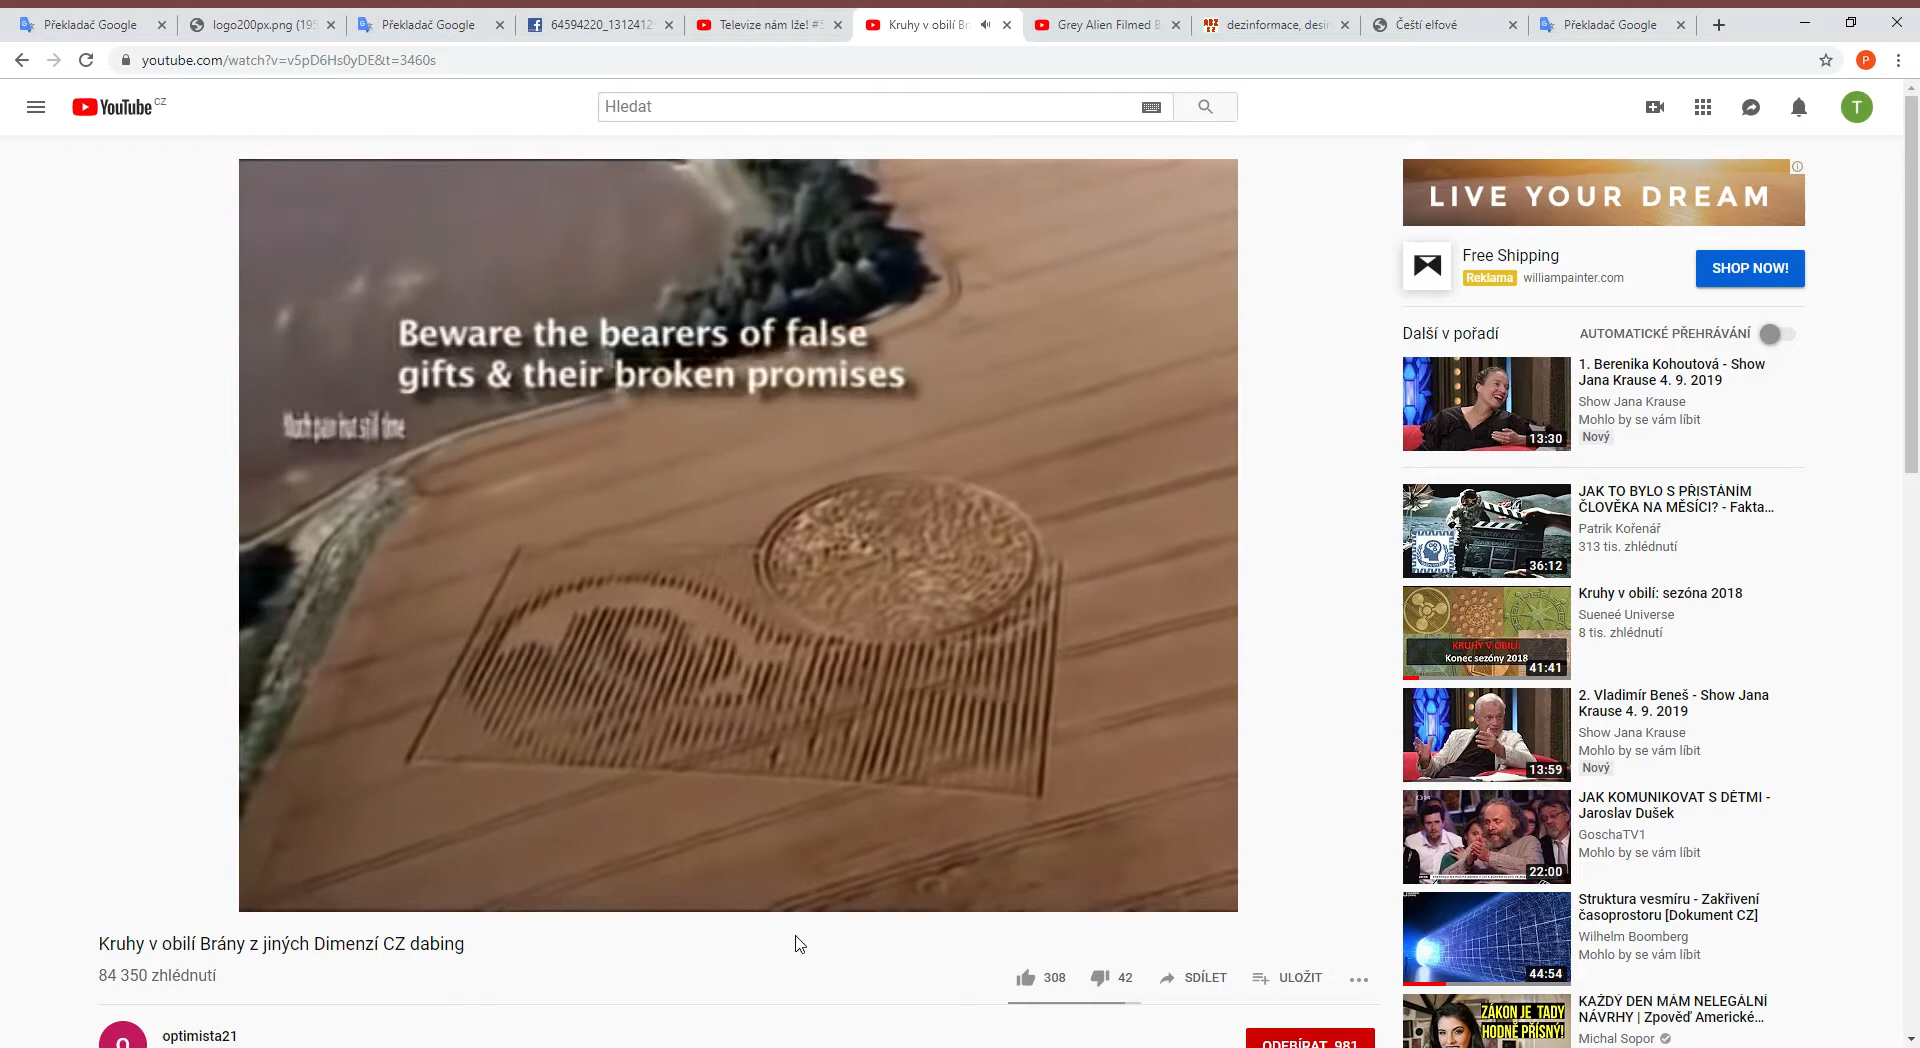 Překladač Google
logo200px.png (195
Překladač Google
64594220_1312412
Televize nám lže! #5
Kruhy v obilí Br
Grey Alien Filmed B
dezinformace, desin
Čeští elfové
Překladač Google
youtube.com/watch?v=v5pD6Hs0yDE&t=3460s
P
YouTube CZ
Hledat
T
Beware the bearers of false
gifts & their broken promises
Much pain but still time
LIVE YOUR DREAM
Free Shipping
Reklama williampainter.com
SHOP NOW!
Další v pořadí
AUTOMATICKÉ PŘEHRÁVÁNÍ
1. Berenika Kohoutová - Show
Jana Krause 4. 9. 2019
Show Jana Krause
Mohlo by se vám líbit
Nový
13:30
JAK TO BYLO S PŘISTÁNÍM
ČLOVĚKA NA MĚSÍCI? - Fakta...
Patrik Kořenář
313 tis. zhlédnutí
36:12
Kruhy v obilí: sezóna 2018
Sueneé Universe
8 tis. zhlédnutí
KRUHY V OBILÍ:
Konec sezóny 2018
41:41
2. Vladimír Beneš - Show Jana
Krause 4. 9. 2019
Show Jana Krause
Mohlo by se vám líbit
Nový
13:59
JAK KOMUNIKOVAT S DĚTMI -
Jaroslav Dušek
GoschaTV1
Mohlo by se vám líbit
22:00
Struktura vesmíru - Zakřivení
časoprostoru [Dokument CZ]
Wilhelm Boomberg
Mohlo by se vám líbit
44:54
KAŽDÝ DEN MÁM NELEGÁLNÍ
NÁVRHY | Zpověď Americké...
Michal Sopor
ZÁKON JE TADY
HODNĚ PŘÍSNÝ!
Kruhy v obilí Brány z jiných Dimenzí CZ dabing
84 350 zhlédnutí
308
42
SDÍLET
ULOŽIT
optimista21
ODEBÍRAT 981